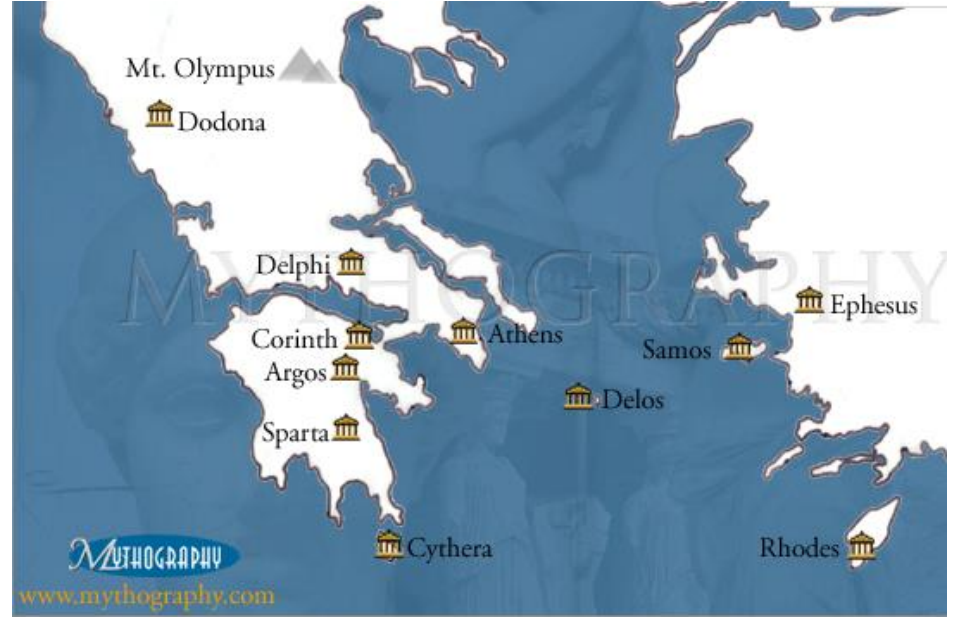 Mt. Olympus
Dodona
MYTHOGRAPHY
Delphi
Ephesus
Corinth
Athens
Samos
Argos
Delos
Sparta
Cythera
Rhodes
MYTHOGRAPHY
www.mythography.com